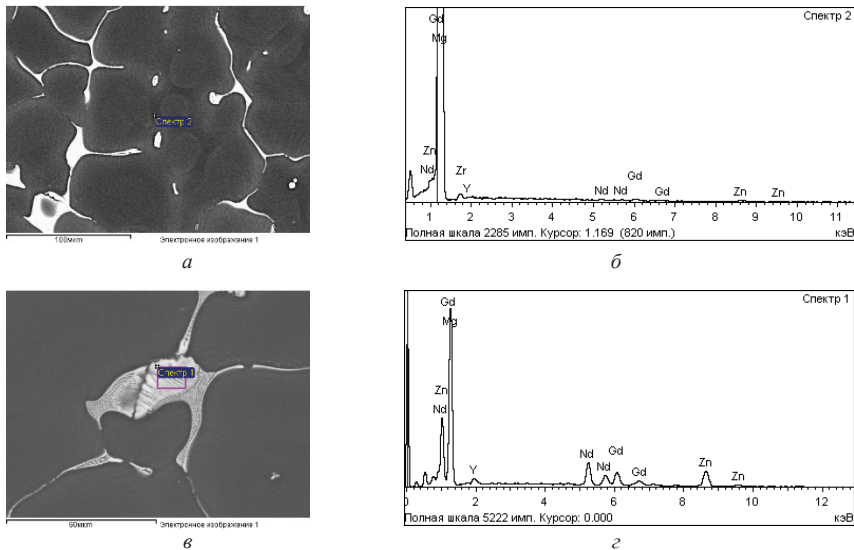 Спектр 2
100мкm
Электронное изображение 1
а
Спектр 2
Gd
Mg
Zn
Nd
Zr
Y
Nd
Nd
Gd
Gd
Zn
Zn
1 2 3 4 5 6 7 8 9 10 11
Полная шкала 2285 имп. Курсор: 1.169 (820 имп.)
кэВ
б
Спектр 1
60мкm
Электронное изображение 1
в
Спектр 1
Gd
Mg
Zn
Nd
Y
Nd
Nd
Gd
Gd
Zn
Zn
0 2 4 6 8 10 12
Полная шкала 5222 имп. Курсор: 0.000
кэВ
г